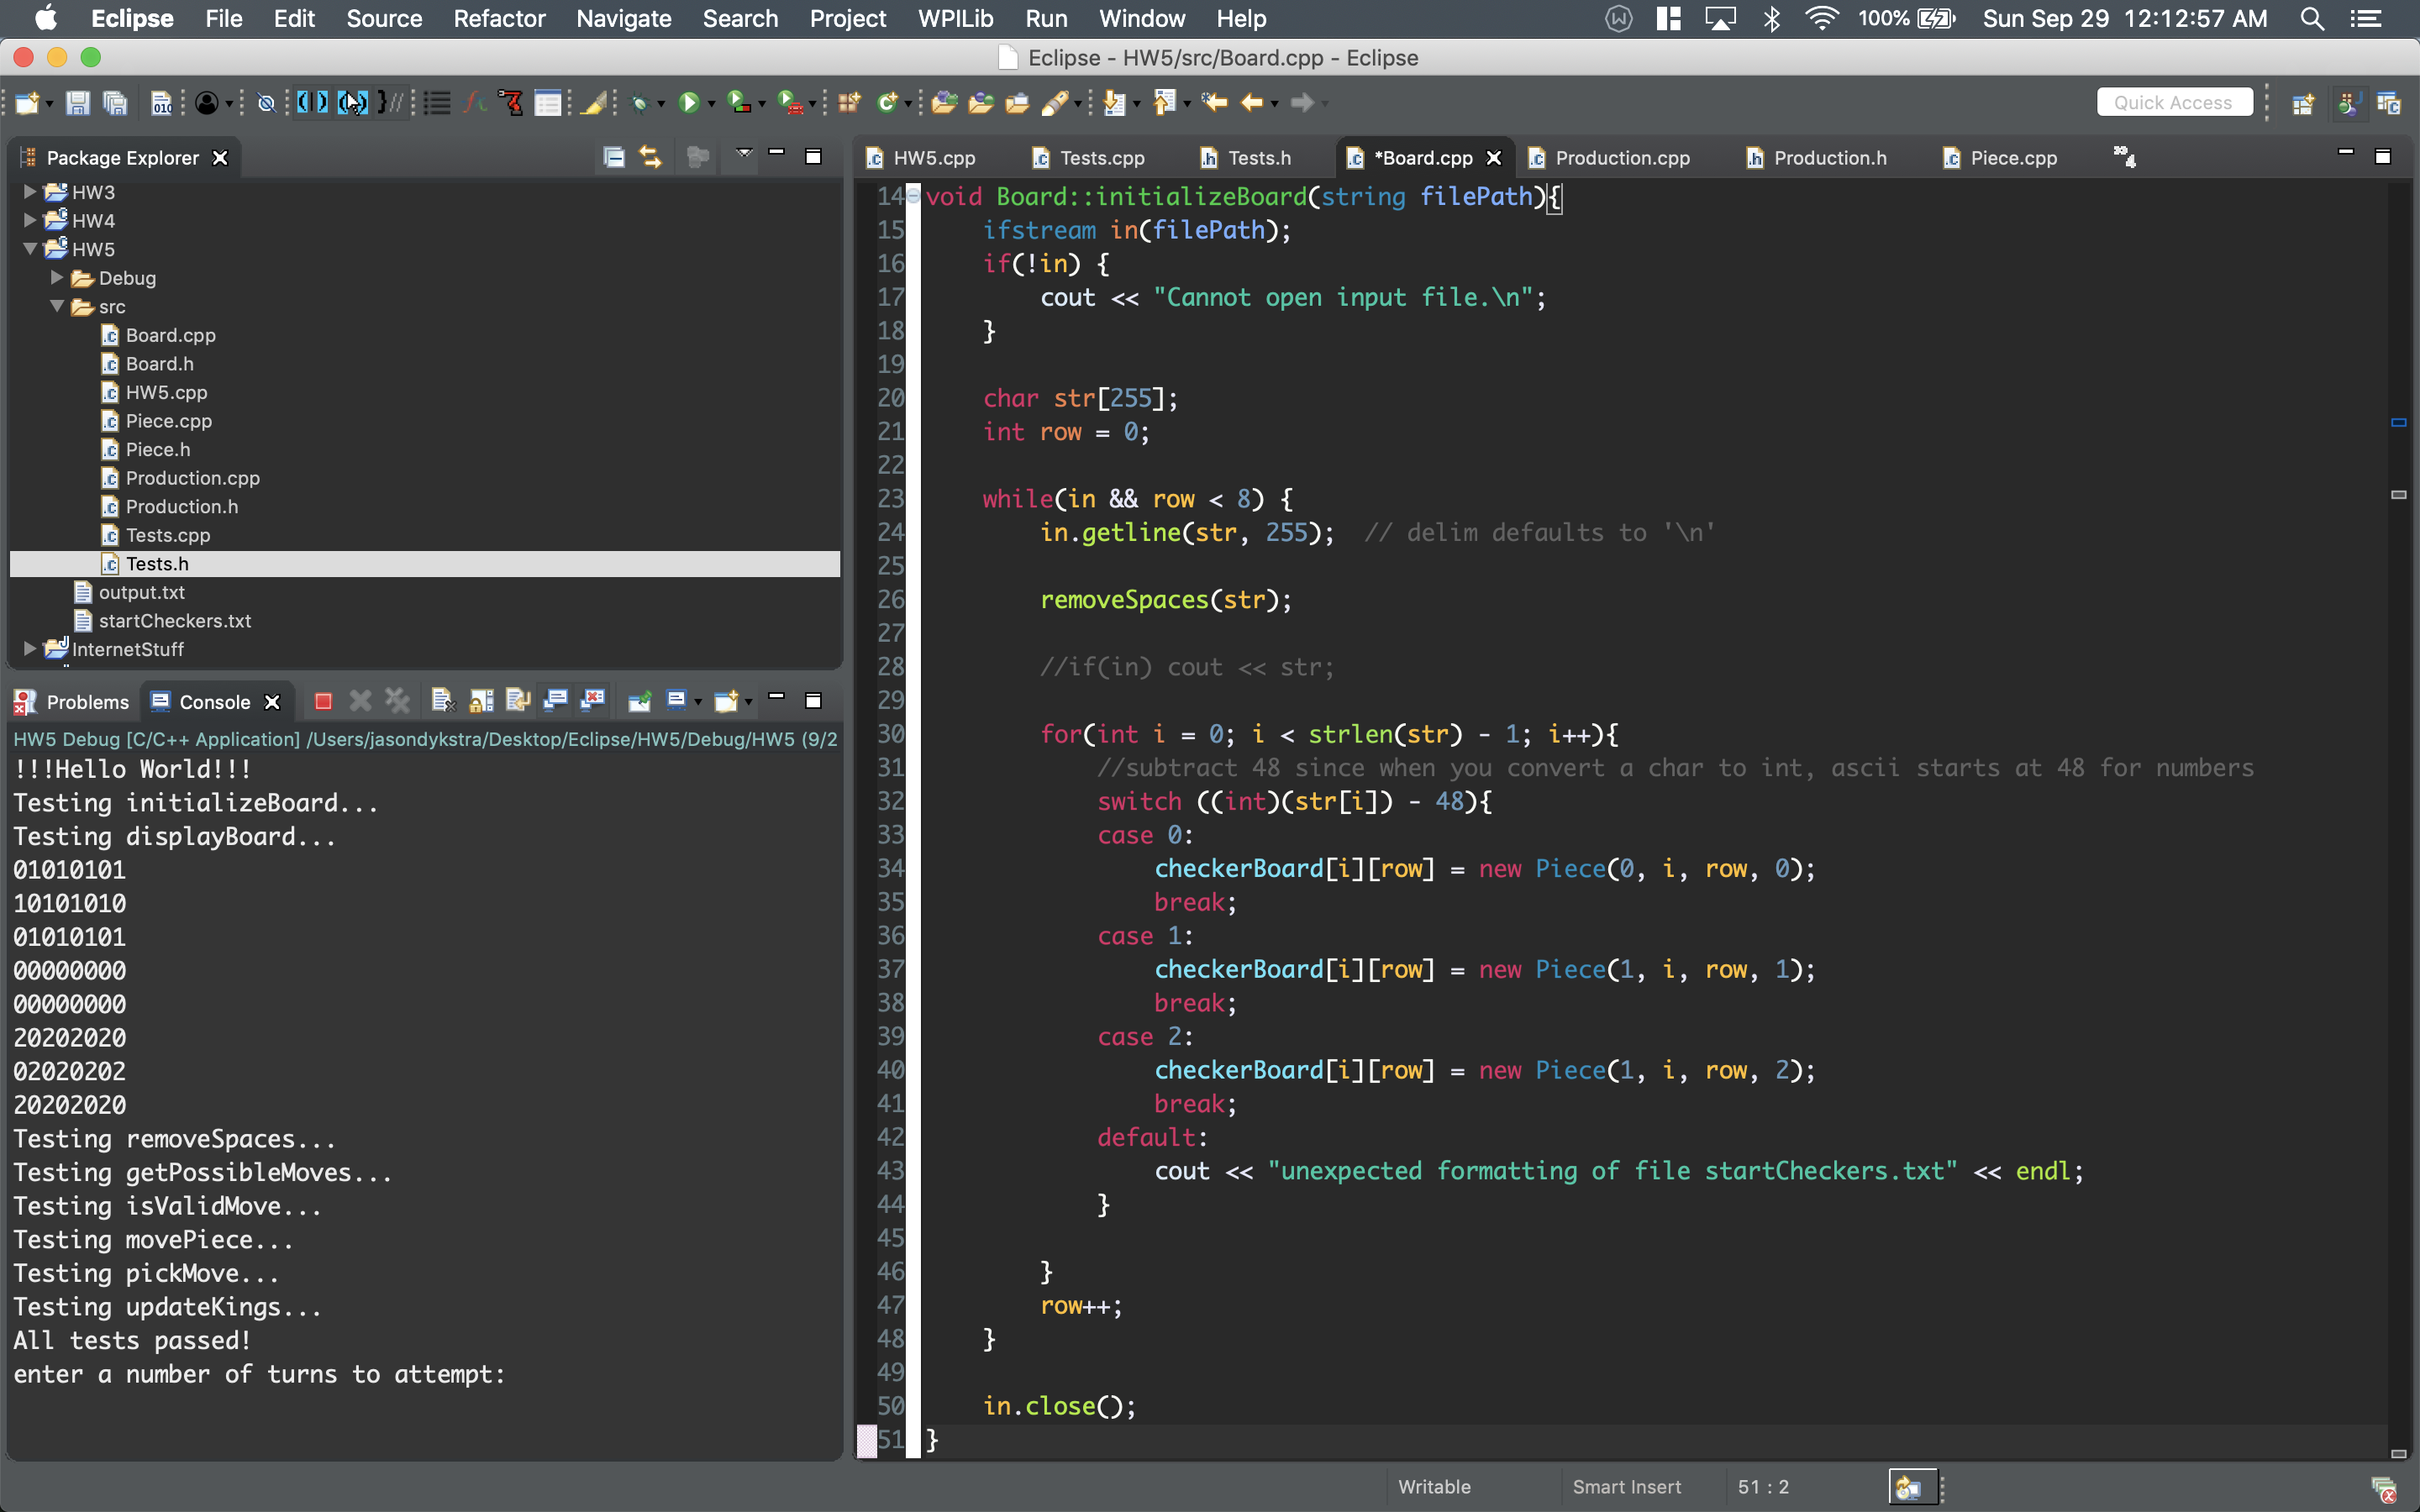 Eclipse File Edit Source Refactor Navigate Search Project WPILib Run Window Help 100% Sun Sep 29 12:12:57 AM
Eclipse - HW5/src/Board.cpp - Eclipse
Quick Access
Package Explorer
HW3
HW4
HW5
Debug
src
Board.cpp
Board.h
HW5.cpp
Piece.cpp
Piece.h
Production.cpp
Production.h
Tests.cpp
Tests.h
output.txt
startCheckers.txt
InternetStuff
Problems Console
HW5 Debug [C/C++ Application] /Users/jasondykstra/Desktop/Eclipse/HW5/Debug/HW5 (9/2
!!!Hello World!!!
Testing initializeBoard...
Testing displayBoard...
01010101
10101010
01010101
00000000
00000000
20202020
02020202
20202020
Testing removeSpaces...
Testing getPossibleMoves...
Testing isValidMove...
Testing movePiece...
Testing pickMove...
Testing updateKings...
All tests passed!
enter a number of turns to attempt:
HW5.cpp Tests.cpp Tests.h *Board.cpp Production.cpp Production.h Piece.cpp »4
14 void Board::initializeBoard(string filePath){
15     ifstream in(filePath);
16     if(!in) {
17         cout << "Cannot open input file.\n";
18     }
19
20     char str[255];
21     int row = 0;
22
23     while(in && row < 8) {
24         in.getline(str, 255);  // delim defaults to '\n'
25
26         removeSpaces(str);
27
28         //if(in) cout << str;
29
30         for(int i = 0; i < strlen(str) - 1; i++){
31             //subtract 48 since when you convert a char to int, ascii starts at 48 for numbers
32             switch ((int)(str[i]) - 48){
33             case 0:
34                 checkerBoard[i][row] = new Piece(0, i, row, 0);
35                 break;
36             case 1:
37                 checkerBoard[i][row] = new Piece(1, i, row, 1);
38                 break;
39             case 2:
40                 checkerBoard[i][row] = new Piece(1, i, row, 2);
41                 break;
42             default:
43                 cout << "unexpected formatting of file startCheckers.txt" << endl;
44             }
45
46         }
47         row++;
48     }
49
50     in.close();
51 }
Writable Smart Insert 51 : 2